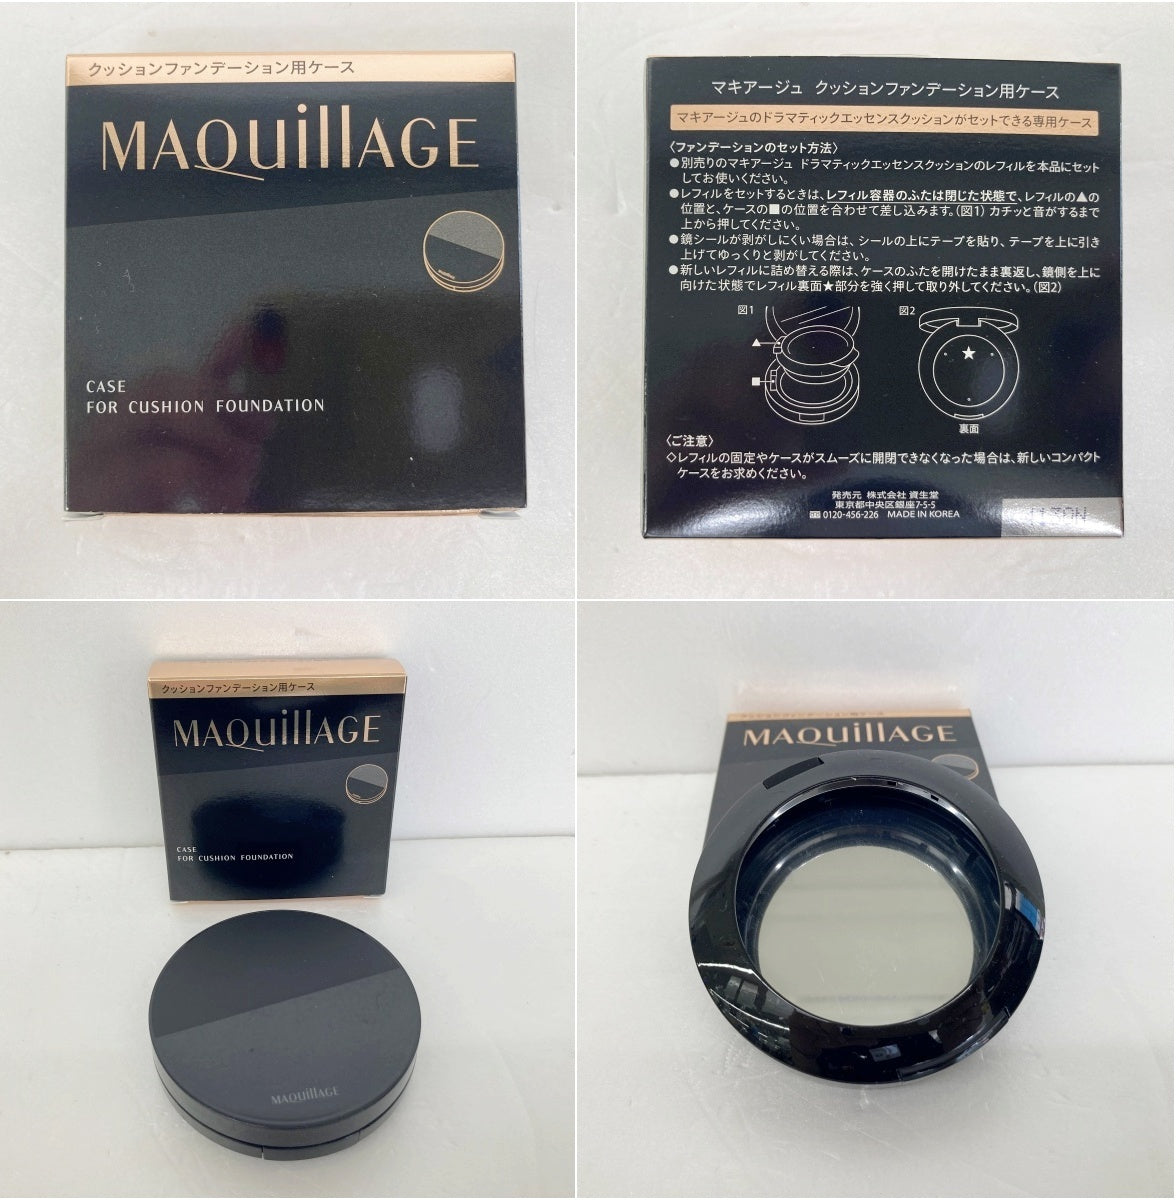 クッションファンデーション用ケース
MAQuillAGE
CASE
FOR CUSHION FOUNDATION
マキアージュ クッションファンデーション用ケース
マキアージュのドラマティックエッセンスクッションがセットできる専用ケース
〈ファンデーションのセット方法〉
●別売りのマキアージュ ドラマティックエッセンスクッションのレフィルを本品にセット
してお使いください。
●レフィルをセットするときは、レフィル容器のふたは閉じた状態で、レフィルの▲の
位置と、ケースの■の位置を合わせて差し込みます。(図1) カチッと音がするまで
上から押してください。
●鏡シールが剥がしにくい場合は、シールの上にテープを貼り、テープを上に引き
上げてゆっくりと剥がしてください。
●新しいレフィルに詰め替える際は、ケースのふたを開けたまま裏返し、鏡側を上に
向けた状態でレフィル裏面★部分を強く押して取り外してください。(図2)
図1
図2
▲
★
■
裏面
〈ご注意〉
◇レフィルの固定やケースがスムーズに開閉できなくなった場合は、新しいコンパクト
ケースをお求めください。
発売元 株式会社 資生堂
東京都中央区銀座7-5-5
0120-456-226 MADE IN KOREA
クッションファンデーション用ケース
MAQuillAGE
CASE
FOR CUSHION FOUNDATION
MAQuillAGE
クッションファンデーション用ケース
MAQuillAGE